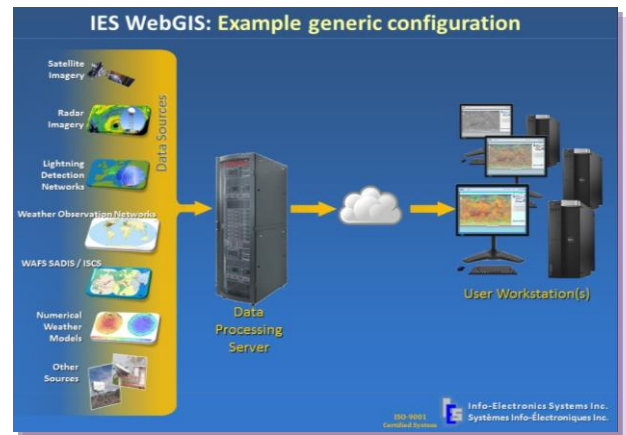 IES WebGIS: Example generic configuration
Satellite
Imagery
Radar
Imagery
Lightning
Detection
Networks
Weather Observation Networks
WAFS SADIS / ISCS
Numerical
Weather
Models
Other
Sources
Data Sources
Data
Processing
Server
User Workstation(s)
ISO-9001
Certified System
IES
Info-Electronics Systems Inc.
Systèmes Info-Électroniques Inc.